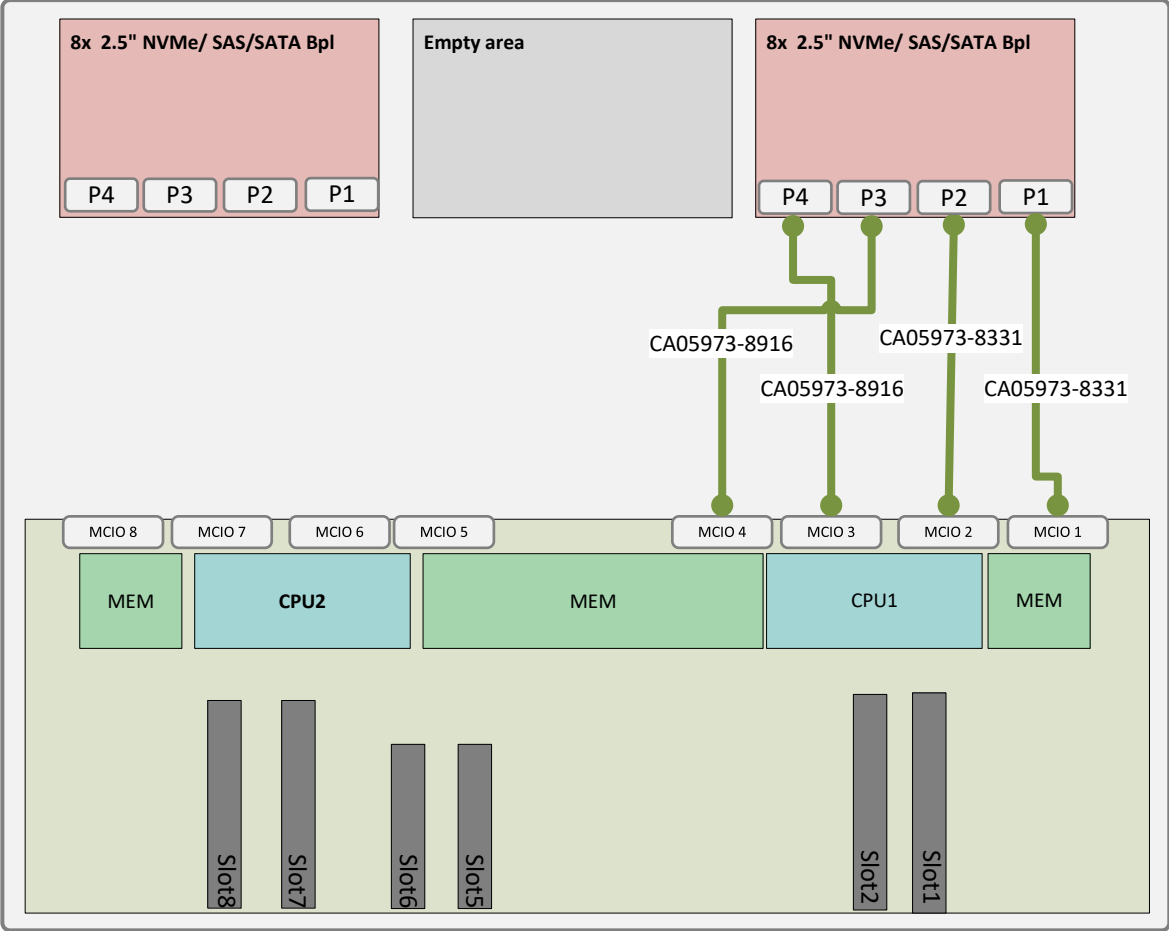 8x 2.5" NVMe/ SAS/SATA Bpl
Empty area
8x 2.5" NVMe/ SAS/SATA Bpl
P4
P3
P2
P1
P4
P3
P2
P1
CA05973-8916
CA05973-8331
CA05973-8916
CA05973-8331
MCIO 8
MCIO 7
MCIO 6
MCIO 5
MCIO 4
MCIO 3
MCIO 2
MCIO 1
MEM
CPU2
MEM
CPU1
MEM
Slot8
Slot7
Slot6
Slot5
Slot2
Slot1